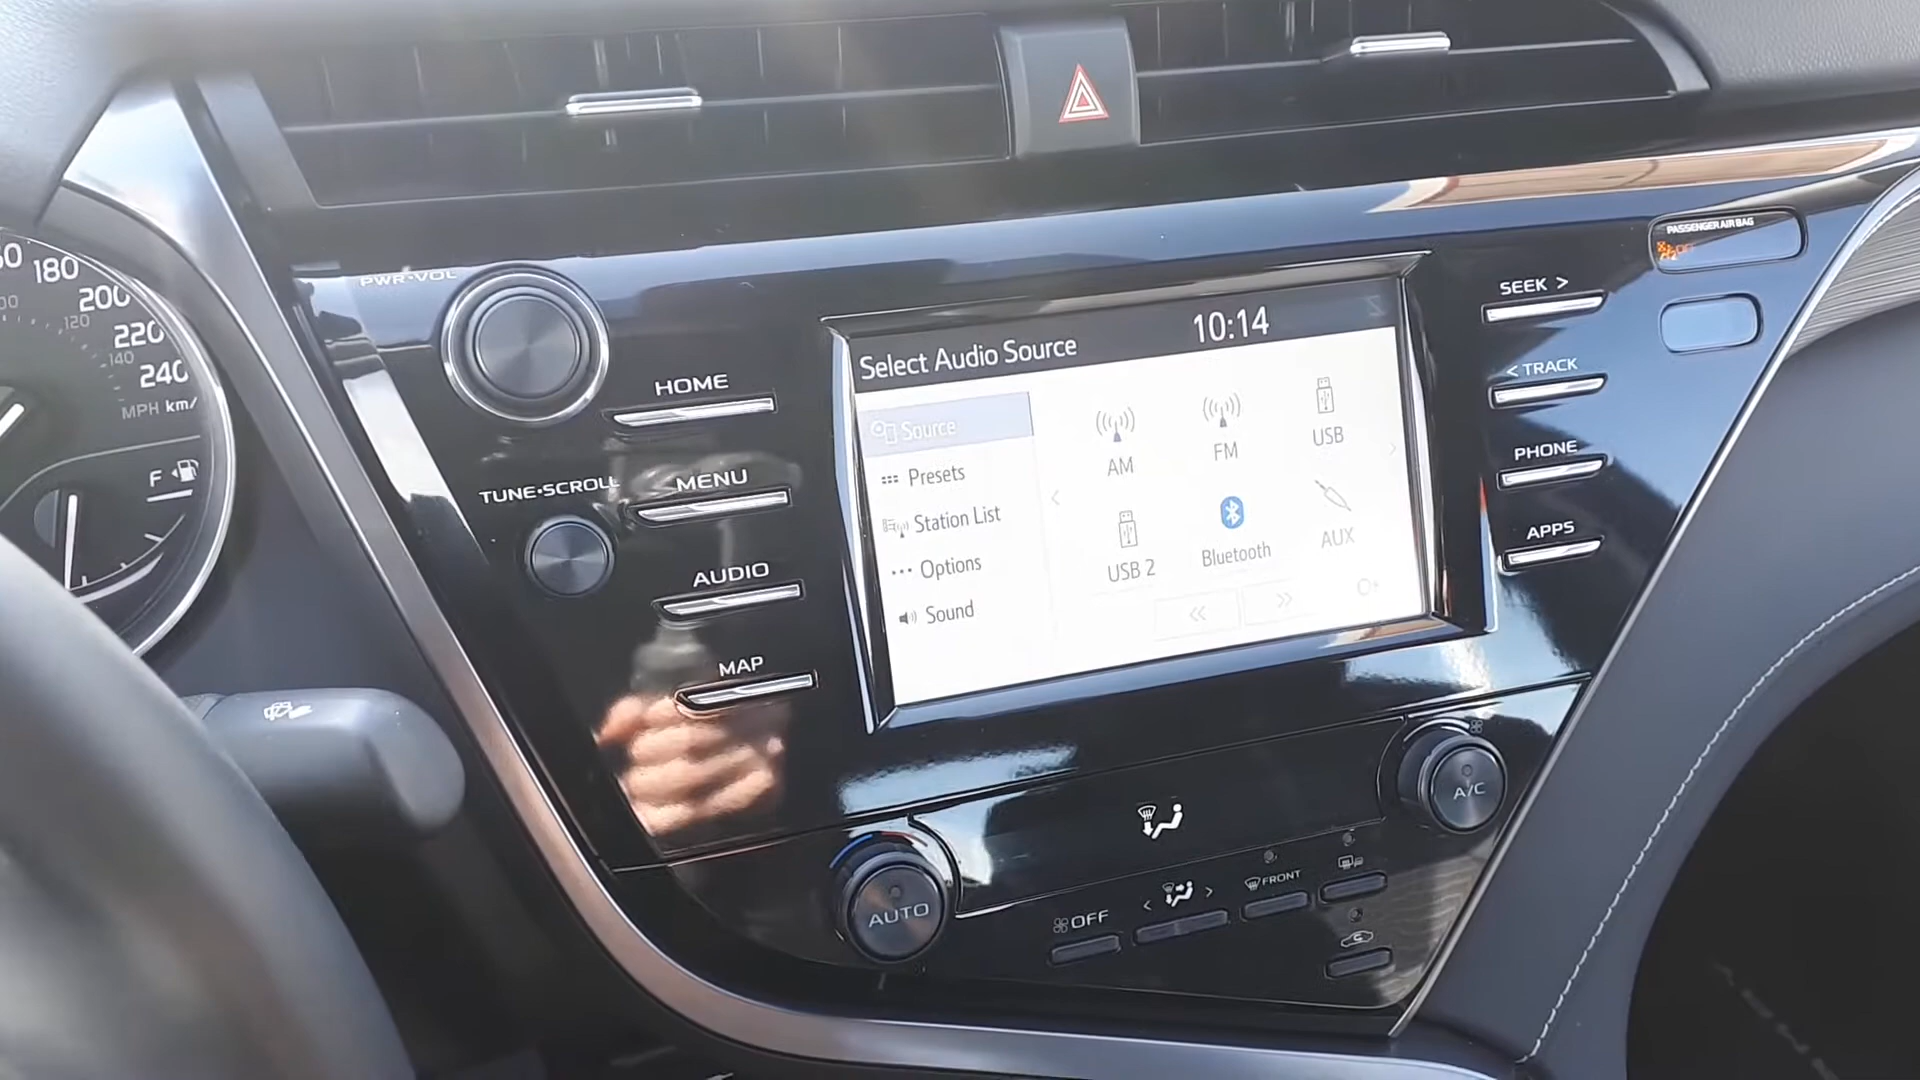 180
200
120
220
140
240
MPH km/
F
PWR•VOL
HOME
TUNE•SCROLL
MENU
AUDIO
MAP
Select Audio Source
10:14
Source
Presets
Station List
Options
Sound
AM
FM
USB
USB 2
Bluetooth
AUX
SEEK >
< TRACK
PHONE
APPS
PASSENGER AIR BAG
AUTO
A/C
OFF
< >
FRONT